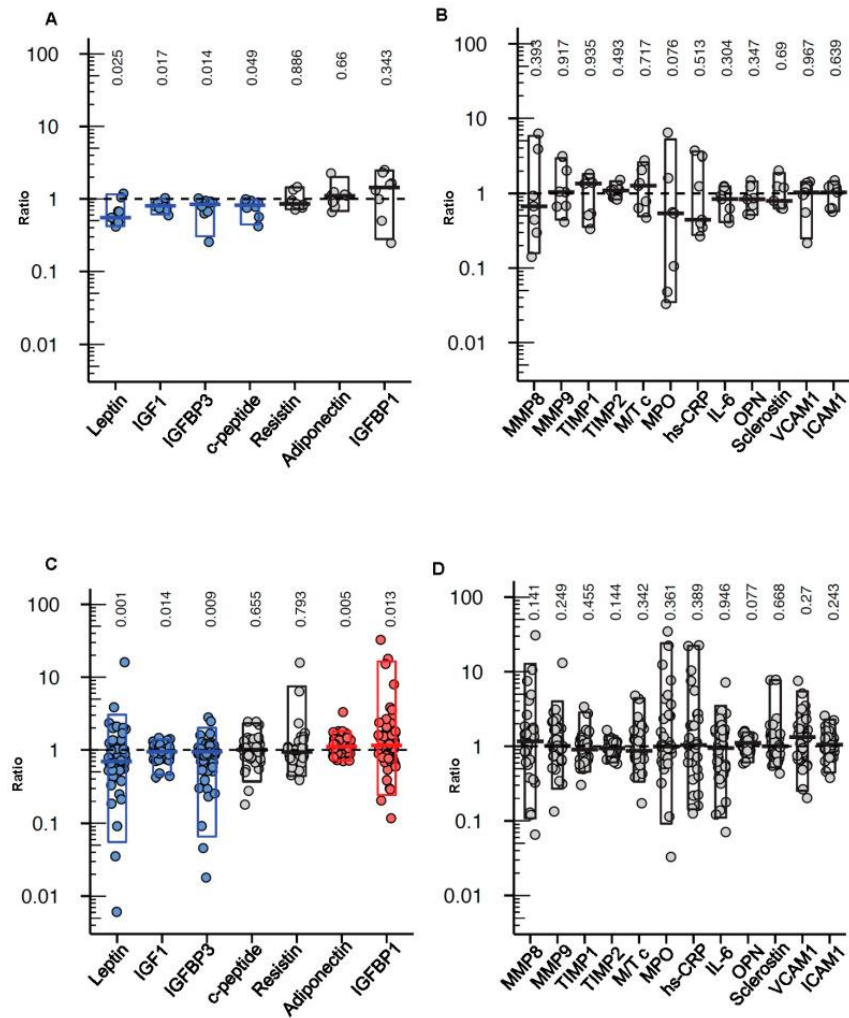 A
100
10
1
0.1
0.01
Ratio
0.025
0.017
0.014
0.049
0.886
0.66
0.343
Leptin
IGF1
IGFBP3
c-peptide
Resistin
Adiponectin
IGFBP1
B
100
10
1
0.1
0.01
Ratio
0.393
0.917
0.935
0.493
0.717
0.076
0.513
0.304
0.347
0.69
0.967
0.639
MMP8
MMP9
TIMP1
TIMP2
M/T c
MPO
hs-CRP
IL-6
OPN
Sclerostin
VCAM1
ICAM1
C
100
10
1
0.1
0.01
Ratio
0.001
0.014
0.009
0.655
0.793
0.005
0.013
Leptin
IGF1
IGFBP3
c-peptide
Resistin
Adiponectin
IGFBP1
D
100
10
1
0.1
0.01
Ratio
0.141
0.249
0.455
0.144
0.342
0.361
0.389
0.946
0.077
0.668
0.27
0.243
MMP8
MMP9
TIMP1
TIMP2
M/T c
MPO
hs-CRP
IL-6
OPN
Sclerostin
VCAM1
ICAM1